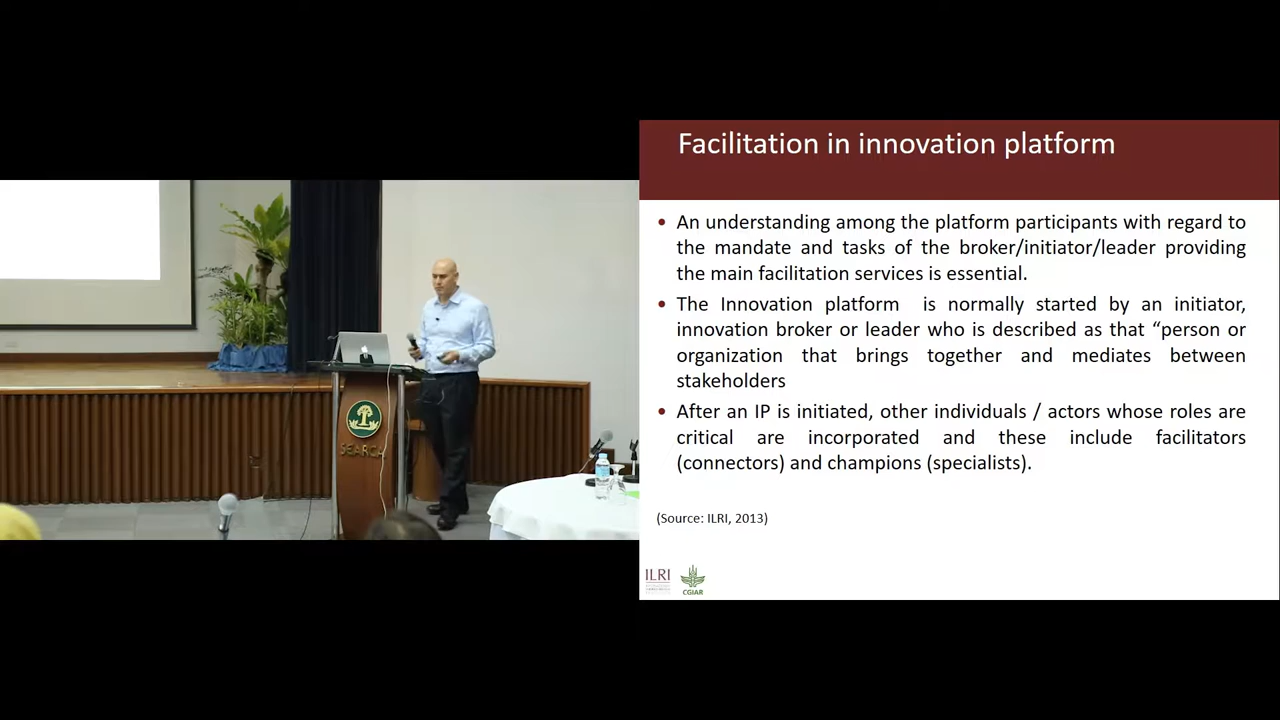 SEARCA
Facilitation in innovation platform
• An understanding among the platform participants with regard to
the mandate and tasks of the broker/initiator/leader providing
the main facilitation services is essential.
• The Innovation platform  is normally started by an initiator,
innovation broker or leader who is described as that “person or
organization that brings together and mediates between
stakeholders
• After an IP is initiated, other individuals / actors whose roles are
critical are incorporated and these include facilitators
(connectors) and champions (specialists).
(Source: ILRI, 2013)
ILRI
CGIAR